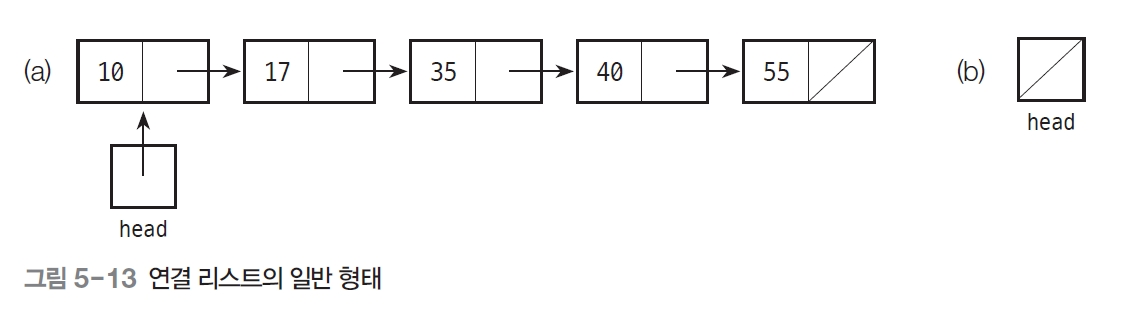 (a) 10 17 35 40 55 (b)
head
head
그림 5-13 연결 리스트의 일반 형태